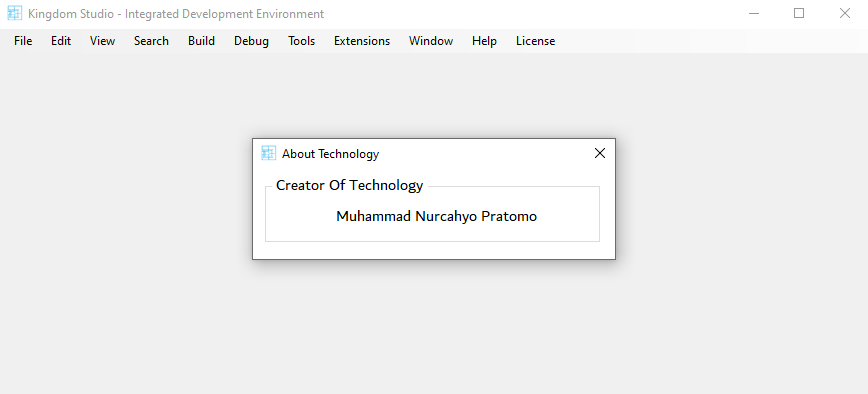 Kingdom Studio - Integrated Development Environment
File Edit View Search Build Debug Tools Extensions Window Help License
About Technology
Creator Of Technology
Muhammad Nurcahyo Pratomo